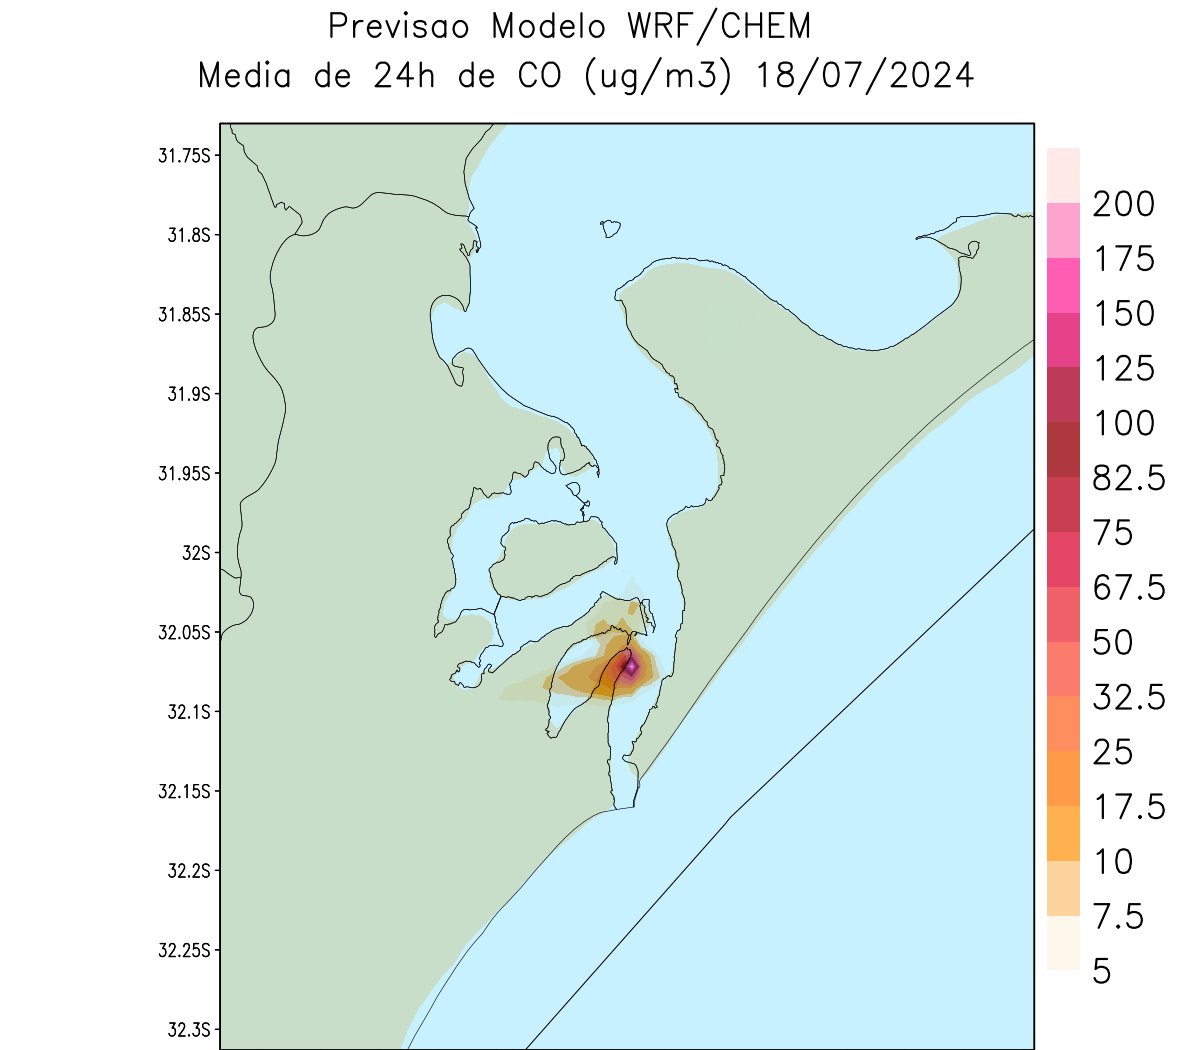 Previsao Modelo WRF/CHEM
Media de 24h de CO (ug/m3) 18/07/2024
31.75S
31.8S
31.85S
31.9S
31.95S
32S
32.05S
32.1S
32.15S
32.2S
32.25S
32.3S
200
175
150
125
100
82.5
75
67.5
50
32.5
25
17.5
10
7.5
5